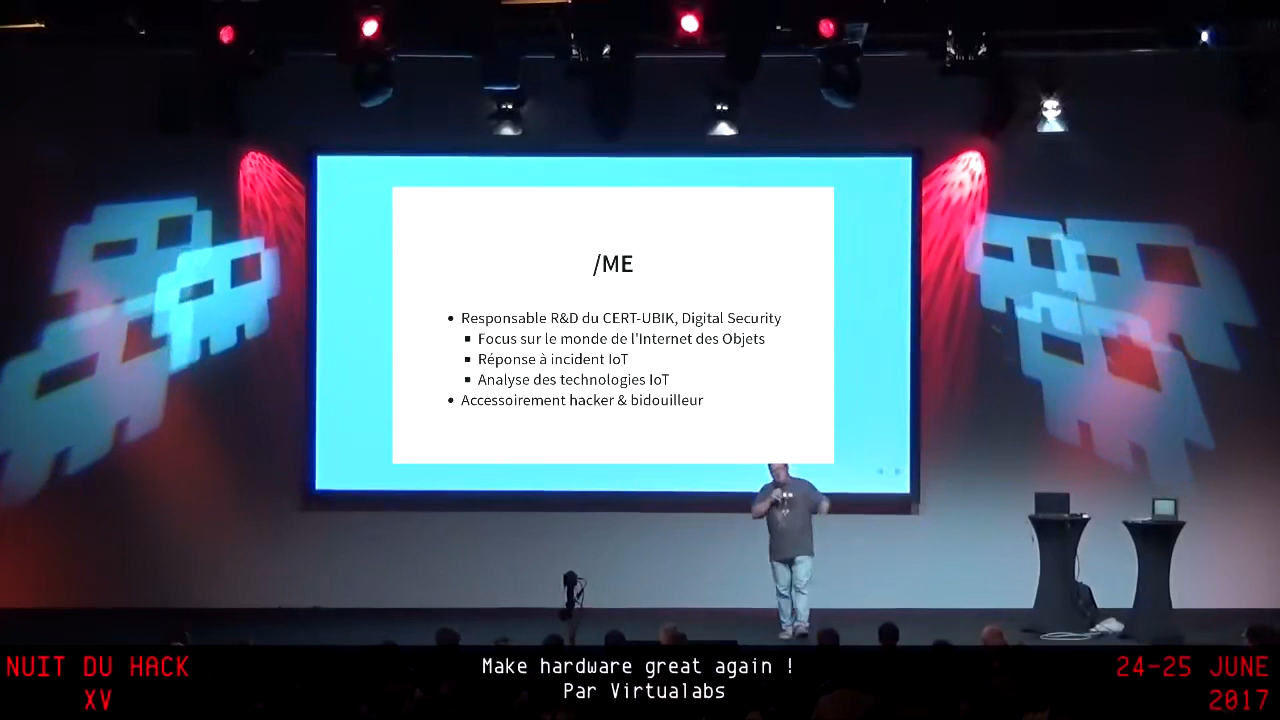 /ME
• Responsable R&D du CERT-UBIK, Digital Security
▪ Focus sur le monde de l'Internet des Objets
▪ Réponse à incident IoT
▪ Analyse des technologies IoT
• Accessoirement hacker & bidouilleur
NUIT DU HACK
XV
Make hardware great again !
Par Virtualabs
24-25 JUNE
2017